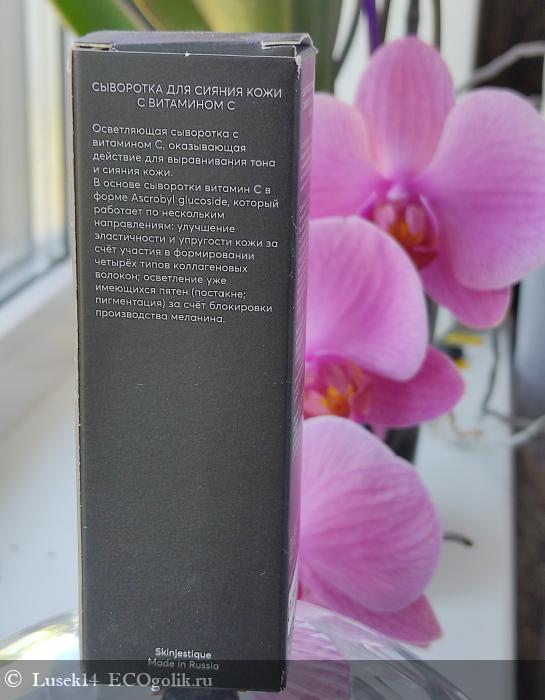 СЫВОРОТКА ДЛЯ СИЯНИЯ КОЖИ
С ВИТАМИНОМ С
Осветляющая сыворотка с
витамином С, оказывающая
действие для выравнивания тона
и сияния кожи.
В основе сыворотки витамин С в
форме Ascrobyl glucoside, который
работает по нескольким
направлениям: улучшение
эластичности и упругости кожи за
счёт участия в формировании
четырёх типов коллагеновых
волокон; осветление уже
имеющихся пятен (постакне;
пигментация) за счёт блокировки
производства меланина.
Skinjestique
Made in Russia
© Lusek14 ECOgolik.ru